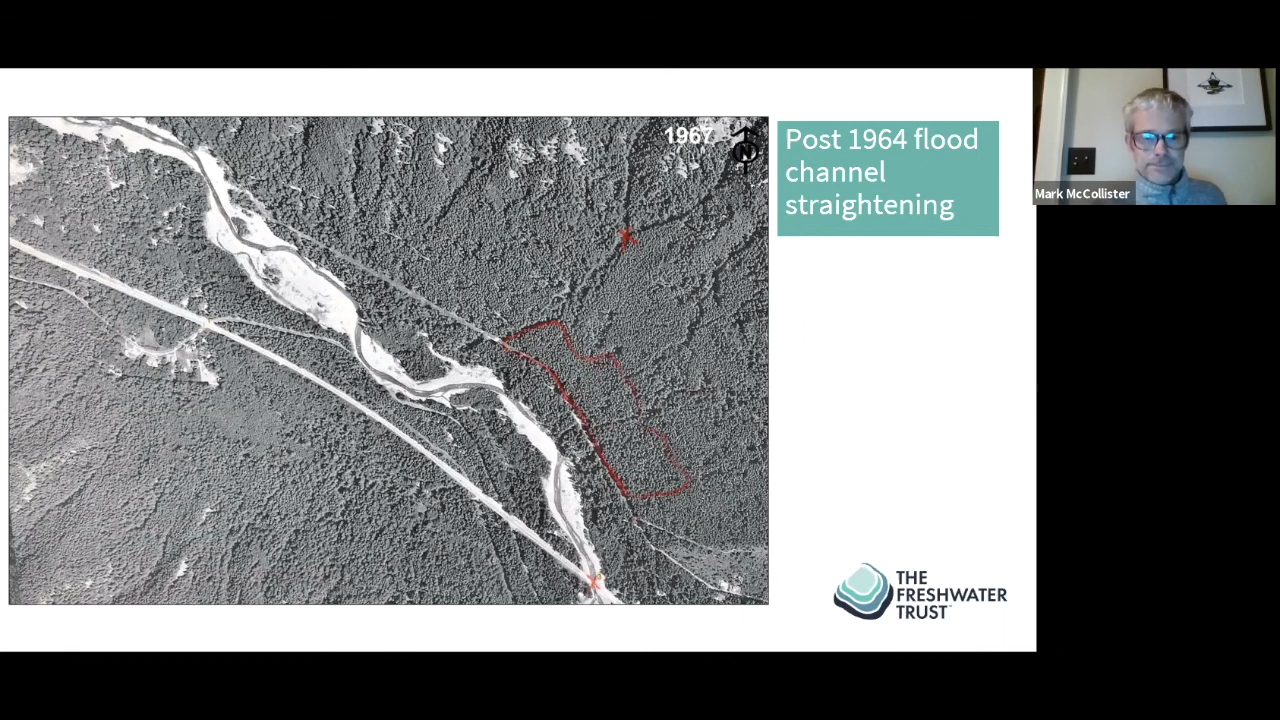 1967
N
Post 1964 flood
channel
straightening
Mark McCollister
THE
FRESHWATER
TRUST